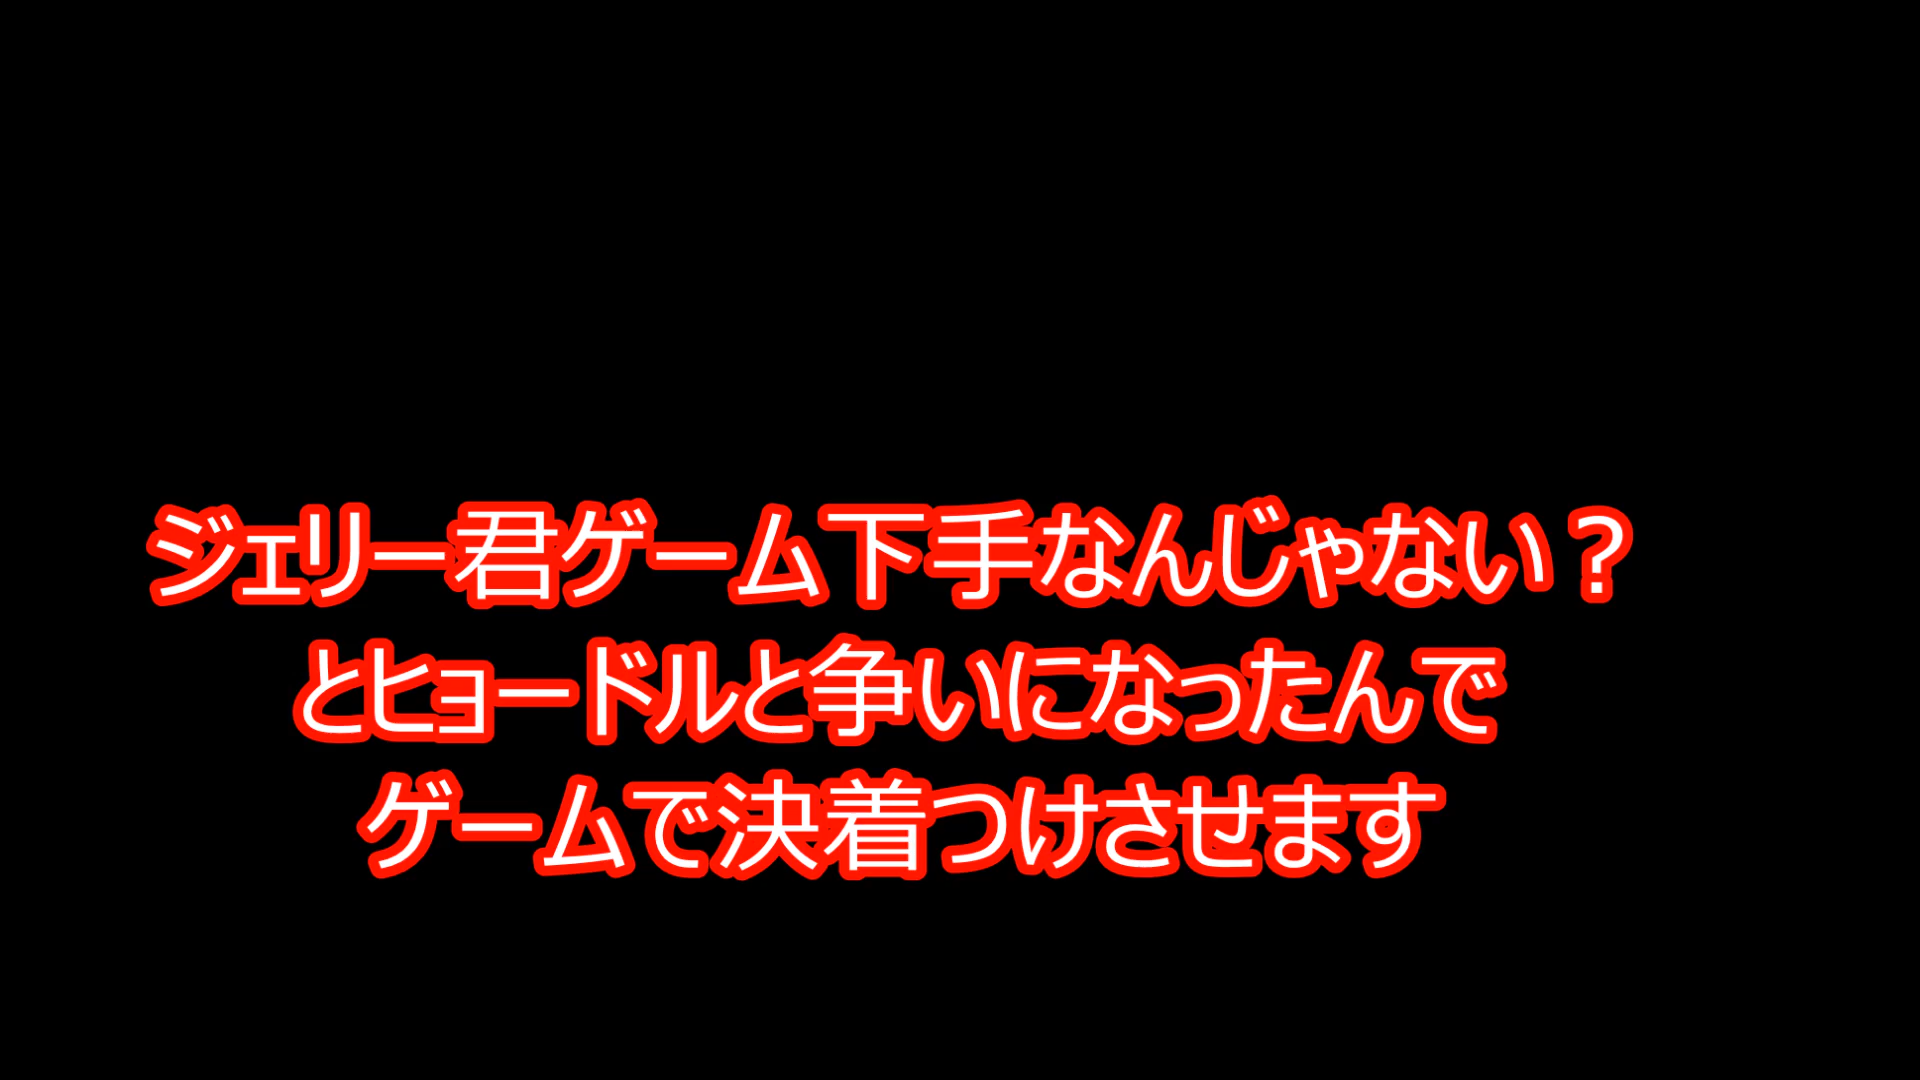 ジェリー君ゲーム下手なんじゃない？
とヒョードルと争いになったんで
ゲームで決着つけさせます